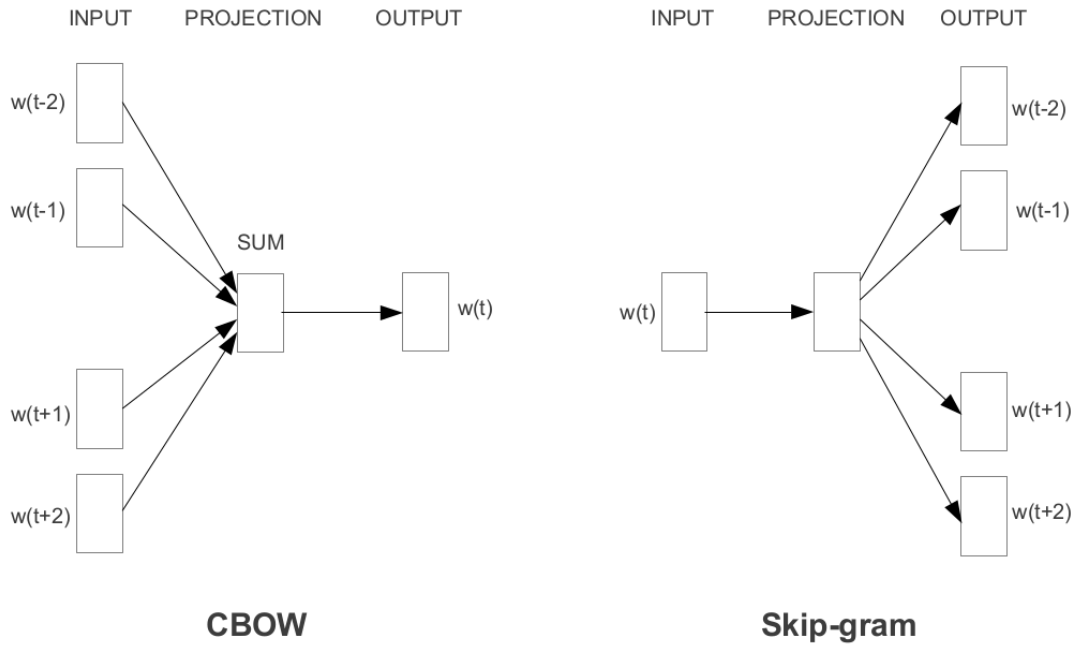 INPUT PROJECTION OUTPUT
w(t-2)
w(t-1)
SUM
w(t)
w(t+1)
w(t+2)
CBOW
INPUT PROJECTION OUTPUT
w(t-2)
w(t-1)
w(t)
w(t+1)
w(t+2)
Skip-gram